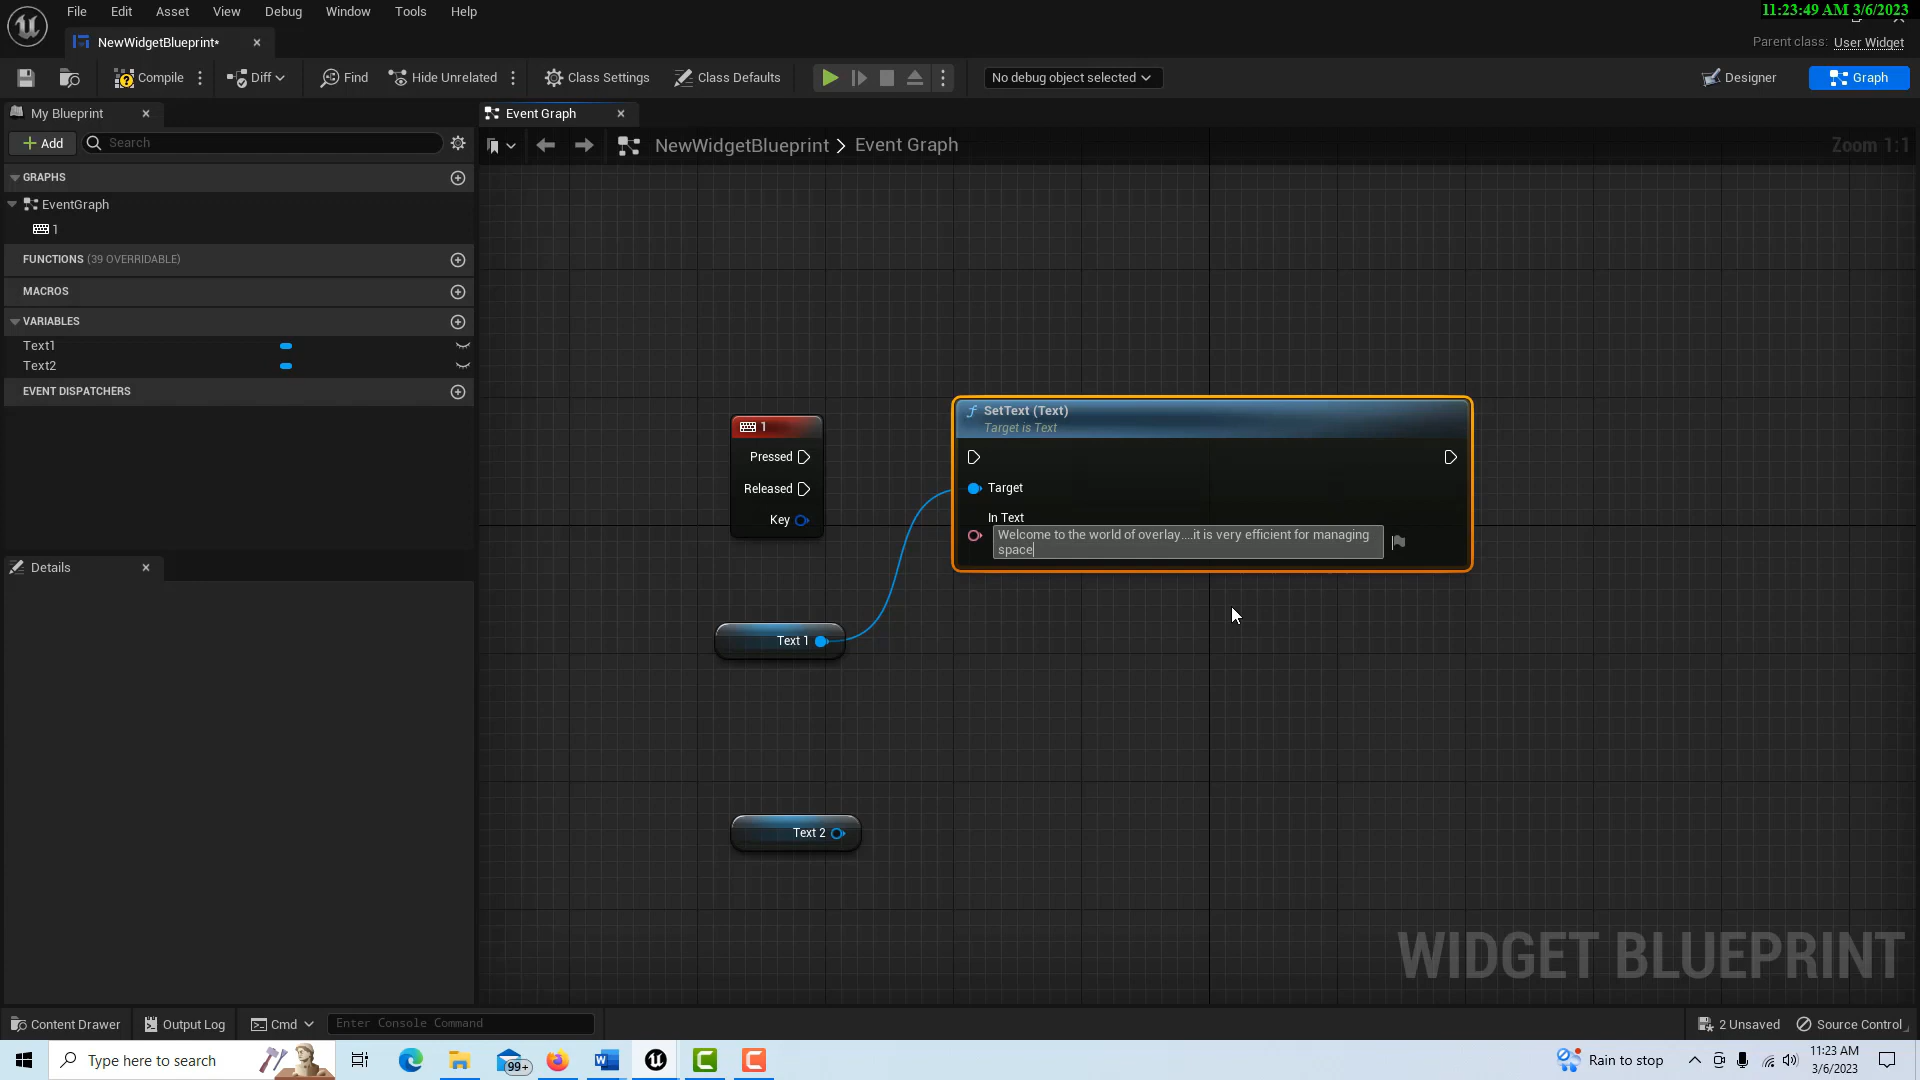 File Edit Asset View Debug Window Tools Help
11:23:49 AM 3/6/2023
NewWidgetBlueprint*
Parent class: User Widget
Compile Diff Find Hide Unrelated Class Settings Class Defaults No debug object selected Designer Graph
My Blueprint
Event Graph
Add Search
NewWidgetBlueprint > Event Graph
Zoom 1:1
GRAPHS
EventGraph
1
FUNCTIONS (39 OVERRIDABLE)
MACROS
VARIABLES
Text1
Text2
EVENT DISPATCHERS
1
Pressed
Released
Key
SetText (Text)
Target is Text
Target
In Text
Welcome to the world of overlay....it is very efficient for managing
space
Details
Text 1
Text 2
WIDGET BLUEPRINT
Content Drawer Output Log Cmd Enter Console Command 2 Unsaved Source Control
Type here to search 99+ Rain to stop
11:23 AM
3/6/2023